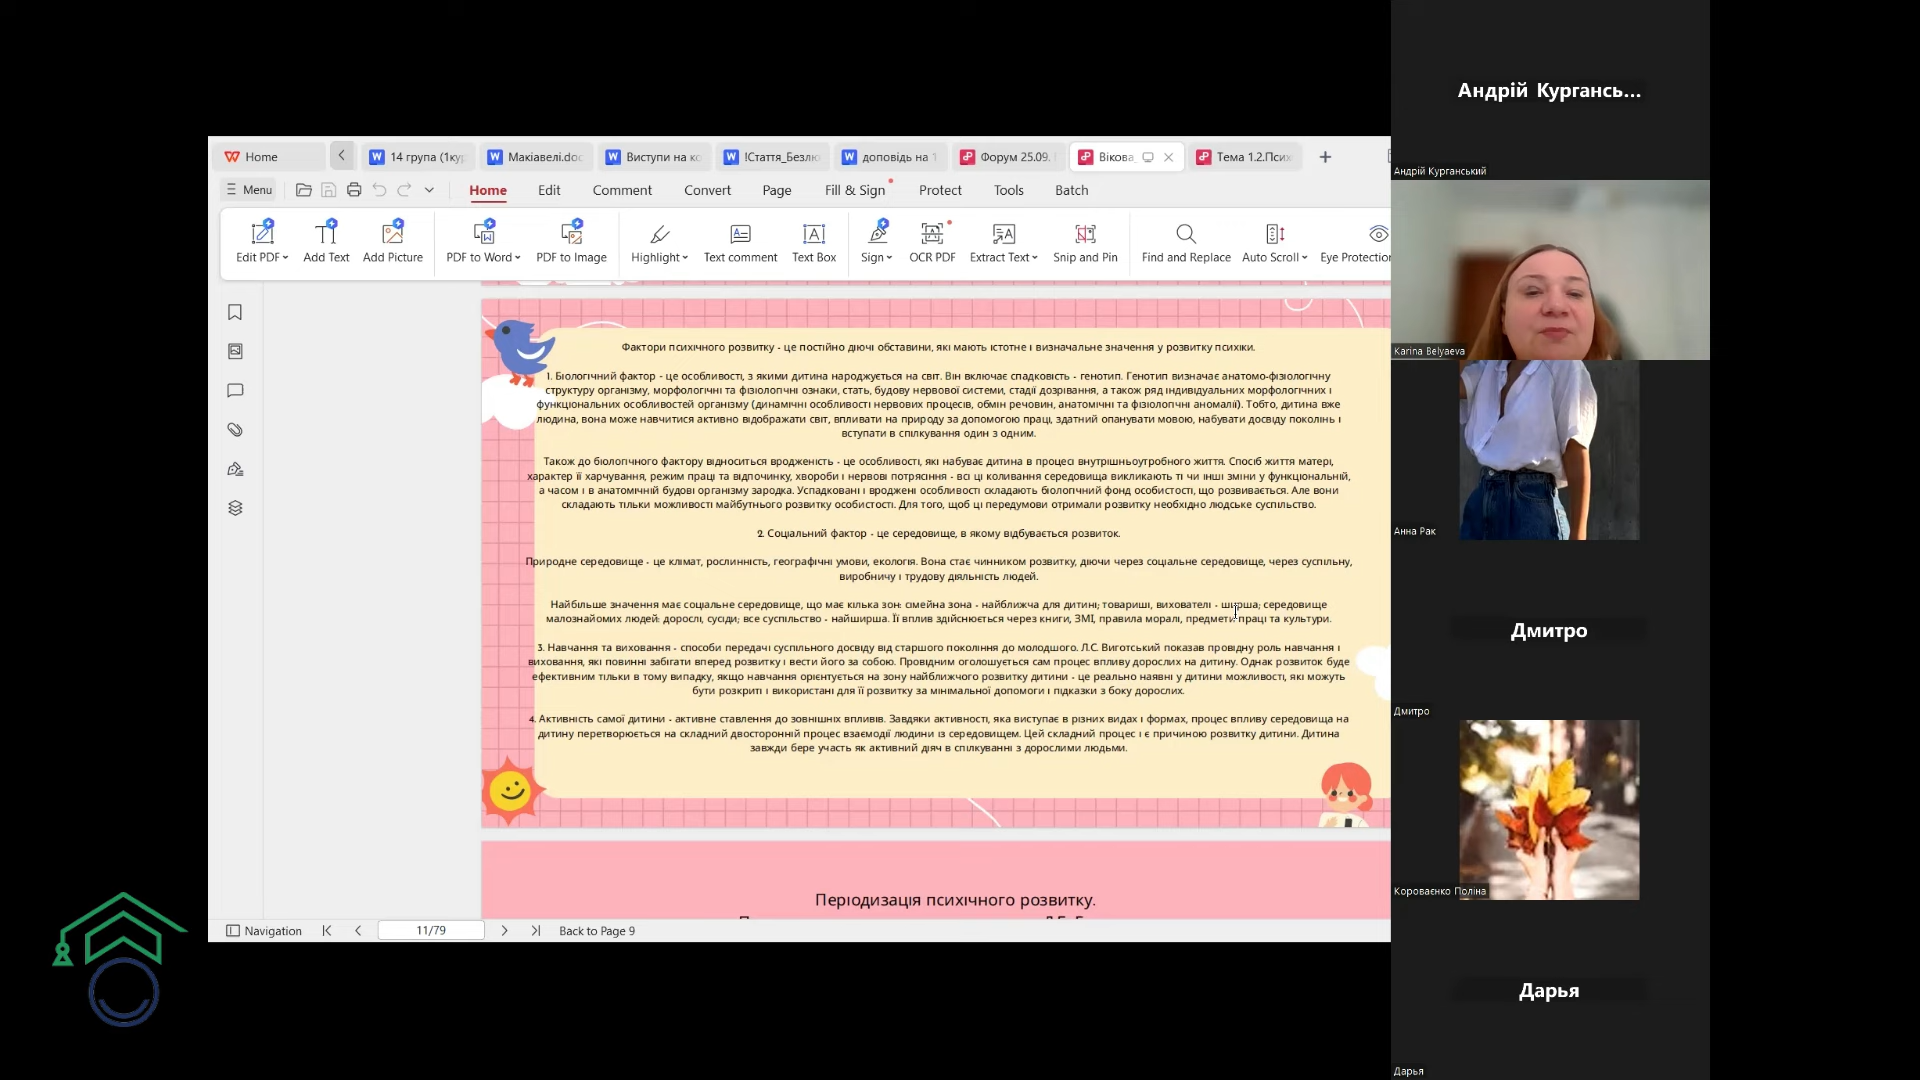 АндрійУргансь...
Андрій Курганський
Karina Belyaeva
Анна Рак
Дмитро
Дмитро
Короваєнко Поліна
Дарья
Дарья
Home
14 група (1кур
Макіавелі.doc
Виступи на ко
!Стаття_Безлю
доповідь на 1
Форум 25.09.
Вікова_
Тема 1.2.Псих
Menu
Home Edit Comment Convert Page Fill & Sign Protect Tools Batch
Edit PDF Add Text Add Picture PDF to Word PDF to Image Highlight Text comment Text Box Sign OCR PDF Extract Text Snip and Pin Find and Replace Auto Scroll Eye Protection
Фактори психічного розвитку - це постійно діючі обставини, які мають істотне і визначальне значення у розвитку психіки.
1. Біологічний фактор - це особливості, з якими дитина народжується на світ. Він включає спадковість - генотип. Генотип визначає анатомо-фізіологічну
структуру організму, морфологічні та фізіологічні ознаки, стать, будову нервової системи, стадії дозрівання, а також ряд індивідуальних морфологічних і
функціональних особливостей організму (динамічні особливості нервових процесів, обмін речовин, анатомічні та фізіологічні аномалії). Тобто, дитина вже
людина, вона може навчитися активно відображати світ, впливати на природу за допомогою праці, здатний опанувати мовою, набувати досвіду поколінь і
вступати в спілкування один з одним.
Також до біологічного фактору відноситься вродженість - це особливості, які набуває дитина в процесі внутрішньоутробного життя. Спосіб життя матері,
характер її харчування, режим праці та відпочинку, хвороби і нервові потрясіння - всі ці коливання середовища викликають ті чи інші зміни у функціональній,
а часом і в анатомічній будові організму зародка. Успадковані і вроджені особливості складають біологічний фонд особистості, що розвивається. Але вони
складають тільки можливості майбутнього розвитку особистості. Для того, щоб ці передумови отримали розвитку необхідно людське суспільство.
2. Соціальний фактор - це середовище, в якому відбувається розвиток.
Природне середовище - це клімат, рослинність, географічні умови, екологія. Вона стає чинником розвитку, діючи через соціальне середовище, через суспільну,
виробничу і трудову діяльність людей.
Найбільше значення має соціальне середовище, що має кілька зон: сімейна зона - найближча для дитині; товариші, вихователі - ширша; середовище
малознайомих людей: дорослі, сусіди; все суспільство - найширша. Її вплив здійснюється через книги, ЗМІ, правила моралі, предмети праці та культури.
3. Навчання та виховання - способи передачі суспільного досвіду від старшого покоління до молодшого. Л.С. Виготський показав провідну роль навчання і
виховання, які повинні забігати вперед розвитку і вести його за собою. Провідним оголошується сам процес впливу дорослих на дитину. Однак розвиток буде
ефективним тільки в тому випадку, якщо навчання орієнтується на зону найближчого розвитку дитини - це реально наявні у дитини можливості, які можуть
бути розкриті і використані для її розвитку за мінімальної допомоги і підказки з боку дорослих.
4. Активність самої дитини - активне ставлення до зовнішніх впливів. Завдяки активності, яка виступає в різних видах і формах, процес впливу середовища на
дитину перетворюється на складний двосторонній процес взаємодії людини із середовищем. Цей складний процес і є причиною розвитку дитини. Дитина
завжди бере участь як активний діяч в спілкуванні з дорослими людьми.
Періодизація психічного розвитку.
Navigation
11/79
Back to Page 9